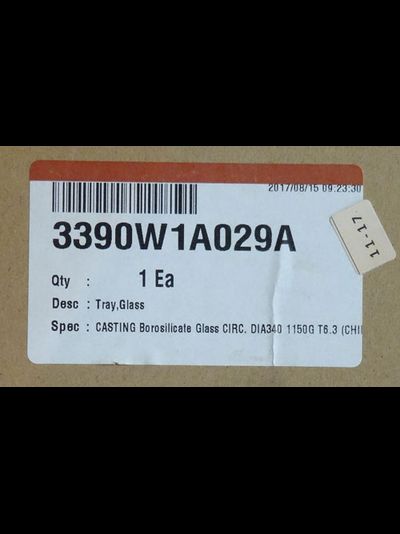 2017/08/15 09:23:30
3390W1A029A
11-17
Qty : 1 Ea
Desc : Tray,Glass
Spec : CASTING Borosilicate Glass CIRC. DIA340 1150G T6.3 (CHI